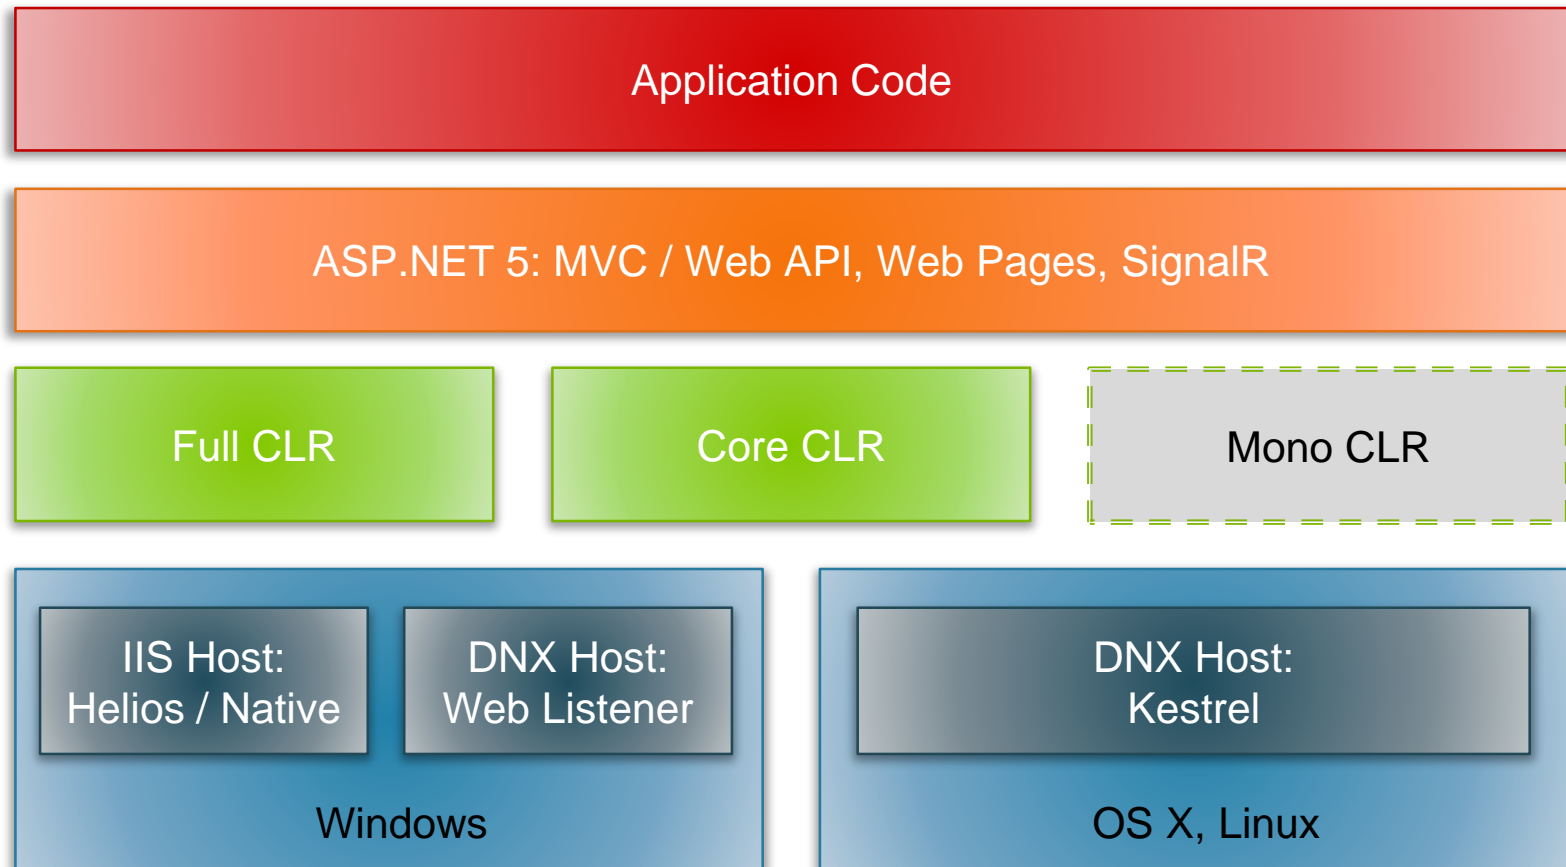 Application Code
ASP.NET 5: MVC / Web API, Web Pages, SignalR
Full CLR
Core CLR
Mono CLR
IIS Host:
Helios / Native
DNX Host:
Web Listener
DNX Host:
Kestrel
Windows
OS X, Linux